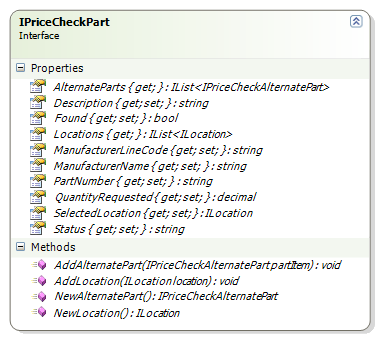 IPriceCheckPart
Interface
Properties
AlternateParts { get; } : IList<IPriceCheckAlternatePart>
Description { get; set; } : string
Found { get; set; } : bool
Locations { get; } : IList<ILocation>
ManufacturerLineCode { get; set; } : string
ManufacturerName { get; set; } : string
PartNumber { get; set; } : string
QuantityRequested { get; set; } : decimal
SelectedLocation { get; set; } : ILocation
Status { get; set; } : string
Methods
AddAlternatePart(IPriceCheckAlternatePart partItem) : void
AddLocation(ILocation location) : void
NewAlternatePart() : IPriceCheckAlternatePart
NewLocation() : ILocation